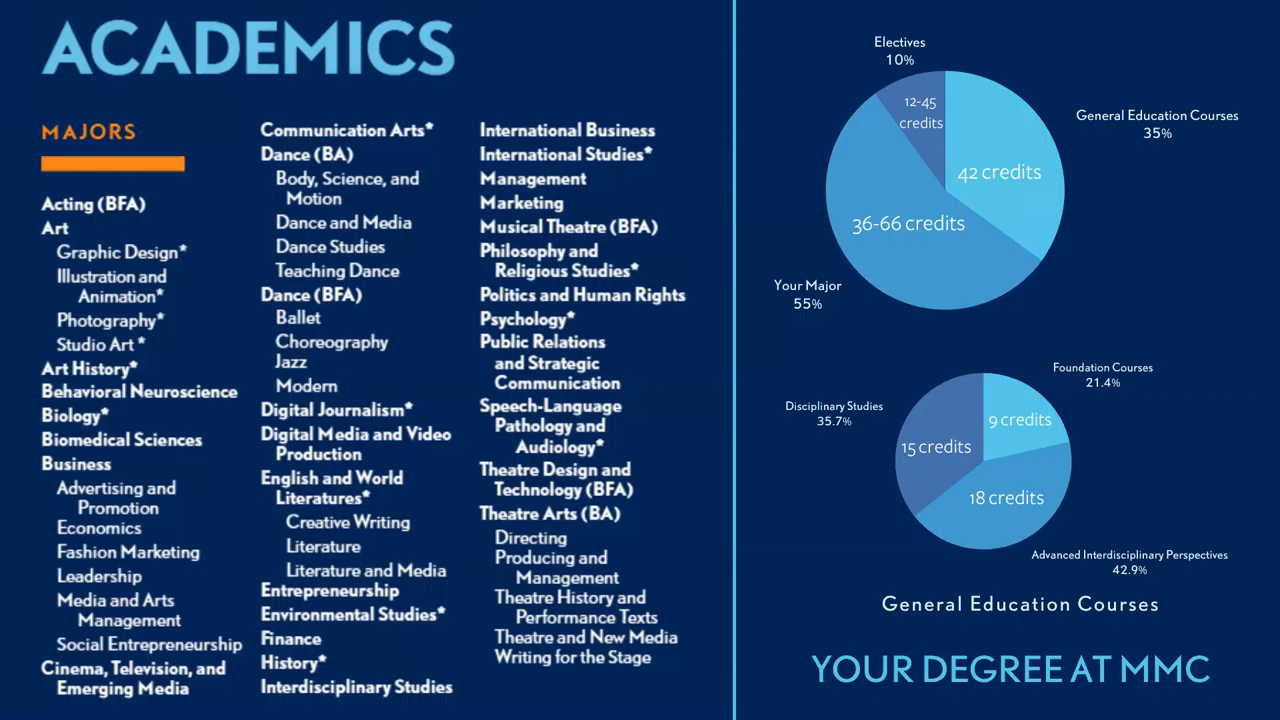 ACADEMICS
MAJORS
Acting (BFA)
Art
Graphic Design*
Illustration and
Animation*
Photography*
Studio Art *
Art History*
Behavioral Neuroscience
Biology*
Biomedical Sciences
Business
Advertising and
Promotion
Economics
Fashion Marketing
Leadership
Media and Arts
Management
Social Entrepreneurship
Cinema, Television, and
Emerging Media
Communication Arts*
Dance (BA)
Body, Science, and
Motion
Dance and Media
Dance Studies
Teaching Dance
Dance (BFA)
Ballet
Choreography
Jazz
Modern
Digital Journalism*
Digital Media and Video
Production
English and World
Literatures*
Creative Writing
Literature
Literature and Media
Entrepreneurship
Environmental Studies*
Finance
History*
Interdisciplinary Studies
International Business
International Studies*
Management
Marketing
Musical Theatre (BFA)
Philosophy and
Religious Studies*
Politics and Human Rights
Psychology*
Public Relations
and Strategic
Communication
Speech-Language
Pathology and
Audiology*
Theatre Design and
Technology (BFA)
Theatre Arts (BA)
Directing
Producing and
Management
Theatre History and
Performance Texts
Theatre and New Media
Writing for the Stage
Electives
10%
12-45
credits
General Education Courses
35%
42 credits
36-66 credits
Your Major
55%
Foundation Courses
21.4%
Disciplinary Studies
35.7%
9 credits
15 credits
18 credits
Advanced Interdisciplinary Perspectives
42.9%
General Education Courses
YOUR DEGREE AT MMC